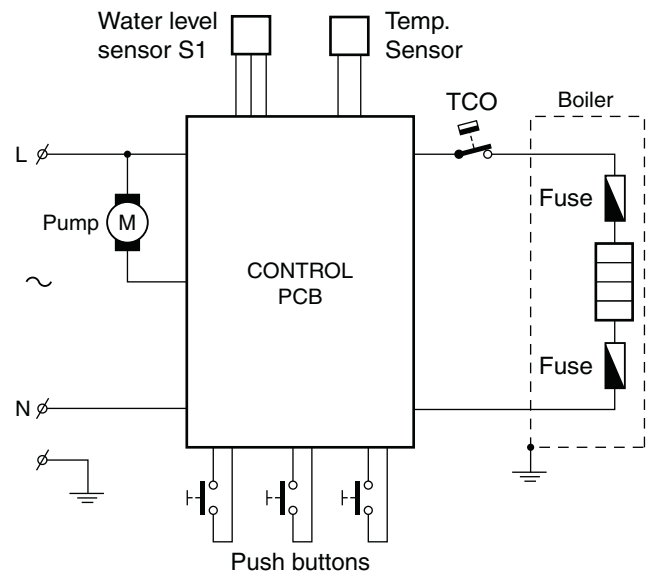 Water level
sensor S1
Temp.
Sensor
TCO
Boiler
L
Fuse
Pump
M
CONTROL
PCB
Fuse
N
Push buttons